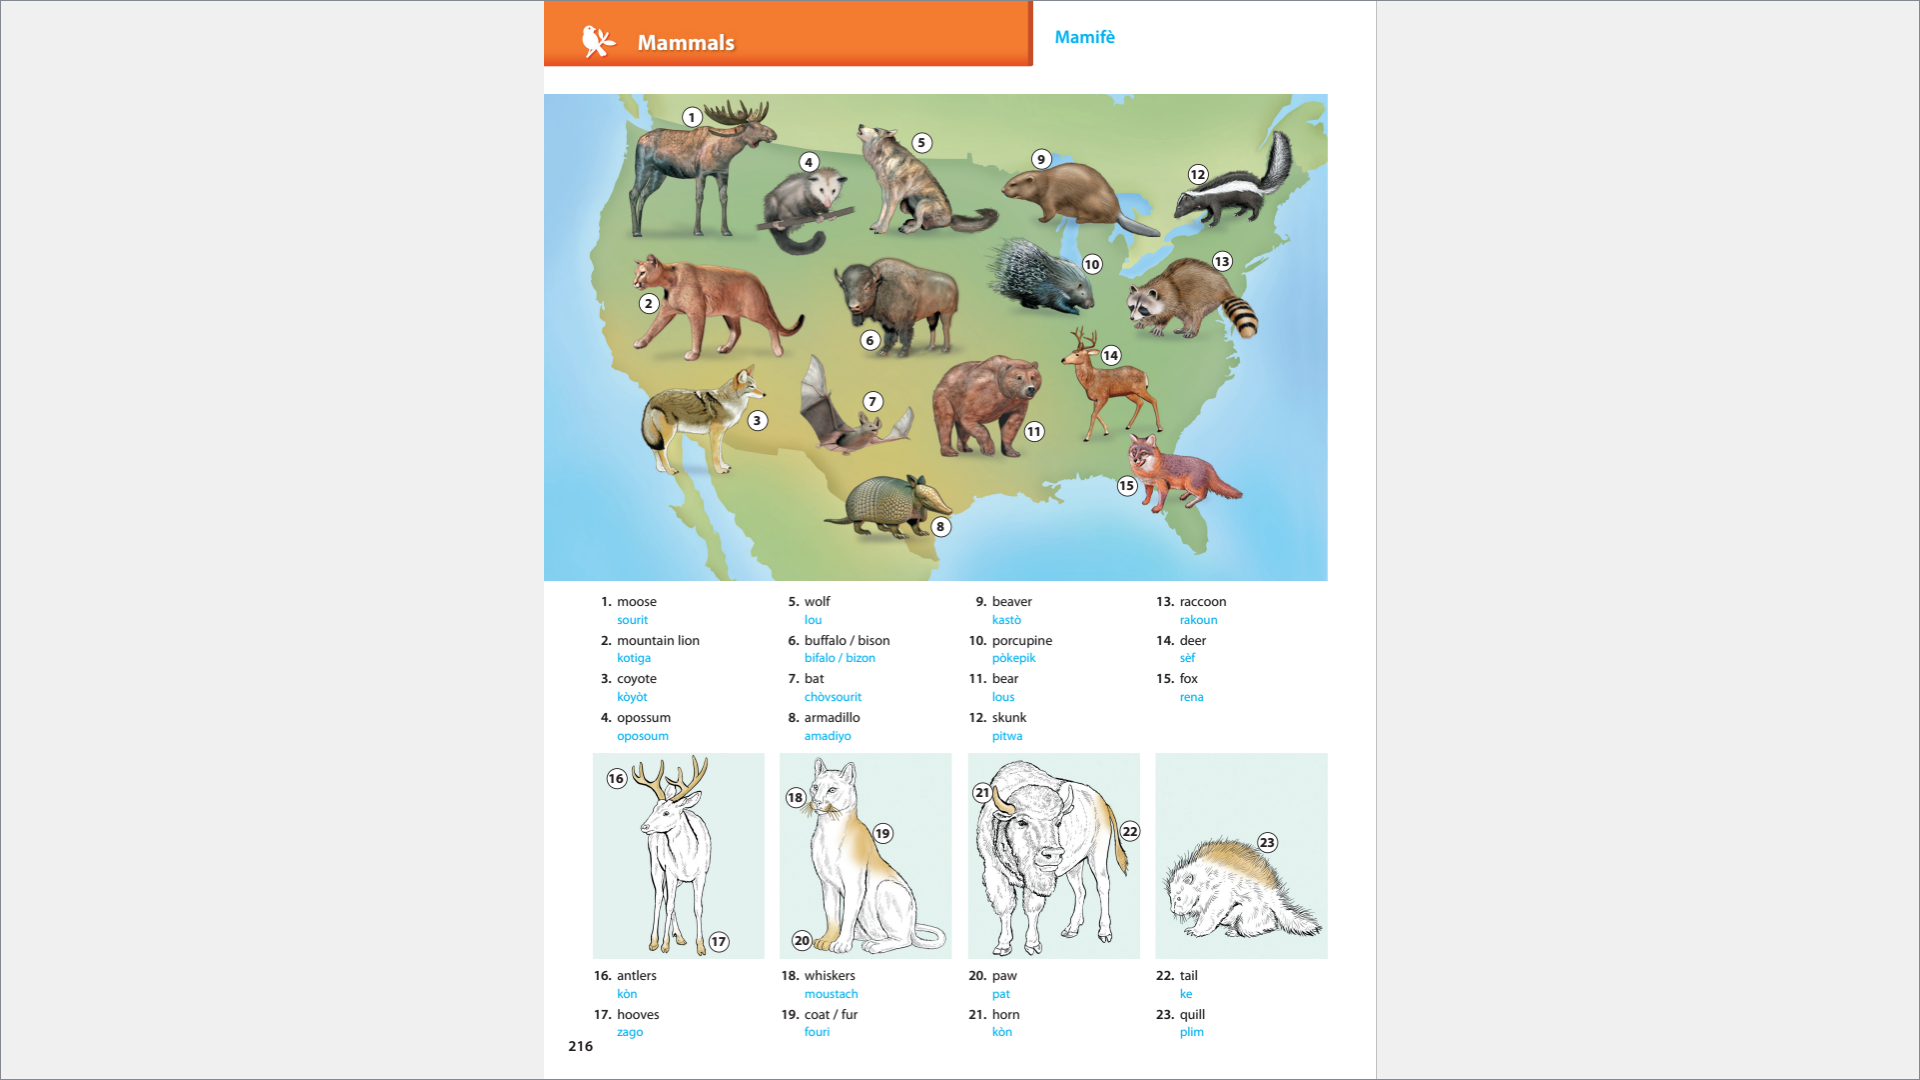 Mammals
Mamifè
1
2
3
4
5
6
7
8
9
10
11
12
13
14
15
1. moose
sourit
2. mountain lion
kotiga
3. coyote
kòyòt
4. opossum
oposoum
5. wolf
lou
6. buffalo / bison
bifalo / bizon
7. bat
chòvsourit
8. armadillo
amadiyo
9. beaver
kastò
10. porcupine
pòkepik
11. bear
lous
12. skunk
pitwa
13. raccoon
rakoun
14. deer
sèf
15. fox
rena
16
17
18
19
20
21
22
23
16. antlers
kòn
17. hooves
zago
18. whiskers
moustach
19. coat / fur
fouri
20. paw
pat
21. horn
kòn
22. tail
ke
23. quill
plim
216